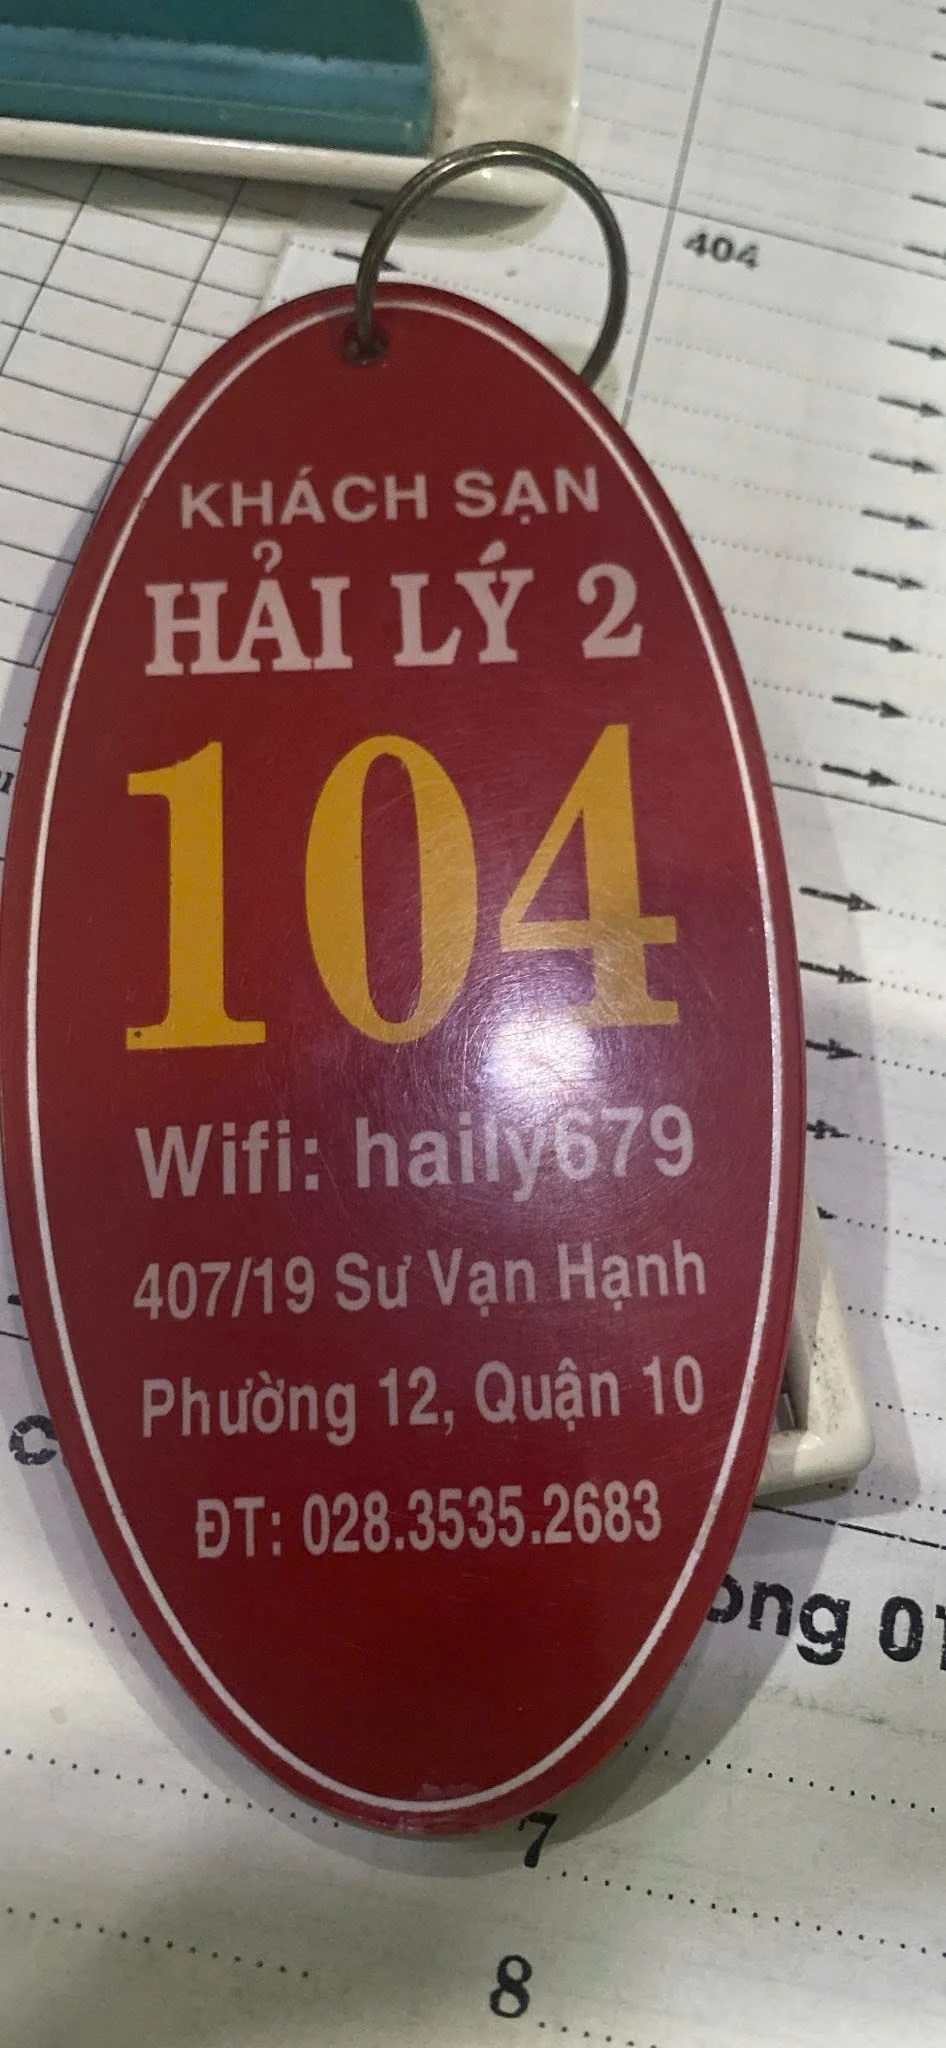 404
KHÁCH SẠN
HẢI LÝ 2
104
Wifi: haily679
407/19 Sư Vạn Hạnh
Phường 12, Quận 10
ĐT: 028.3535.2683
ong 01
7
8